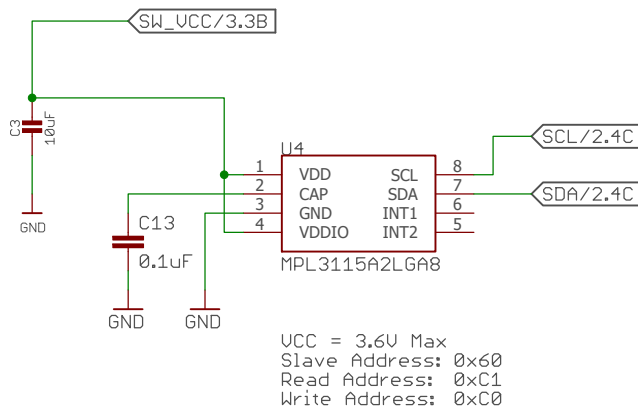 SW_VCC/3.3B
C3
10uF
GND
U4
1 VDD SCL 8
2 CAP SDA 7
3 GND INT1 6
4 VDDIO INT2 5
MPL3115A2LGA8
SCL/2.4C
SDA/2.4C
C13
0.1uF
GND
GND
VCC = 3.6V Max
Slave Address: 0x60
Read Address: 0xC1
Write Address: 0xC0